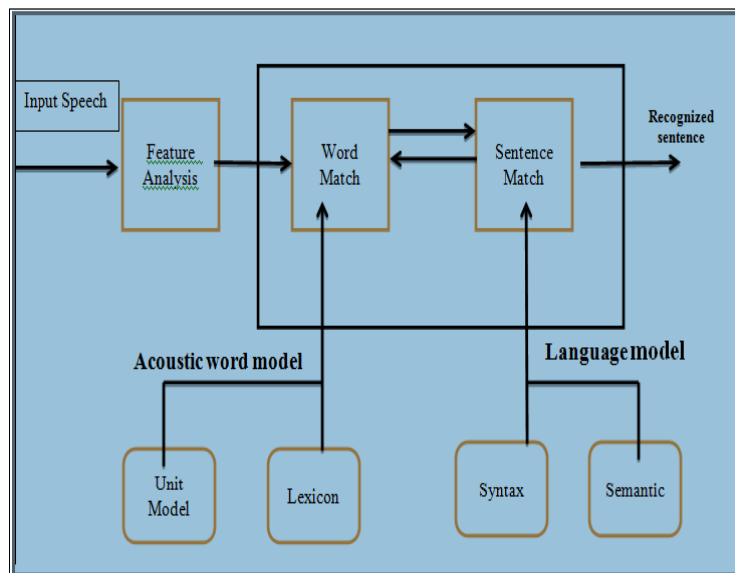 Input Speech
Feature
Analysis
Word
Match
Sentence
Match
Recognized
sentence
Acoustic word model
Language model
Unit
Model
Lexicon
Syntax
Semantic